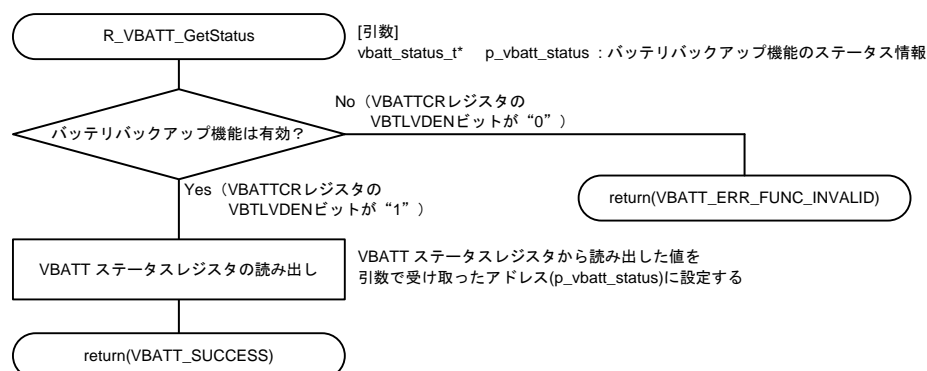 R_VBATT_GetStatus
[引数]
vbatt_status_t* p_vbatt_status : バッテリバックアップ機能のステータス情報
バッテリバックアップ機能は有効？
No（VBATTCRレジスタの
VBTLVDENビットが“0”）
return(VBATT_ERR_FUNC_INVALID)
Yes（VBATTCRレジスタの
VBTLVDENビットが“1”）
VBATT ステータスレジスタの読み出し
VBATT ステータスレジスタから読み出した値を
引数で受け取ったアドレス(p_vbatt_status)に設定する
return(VBATT_SUCCESS)